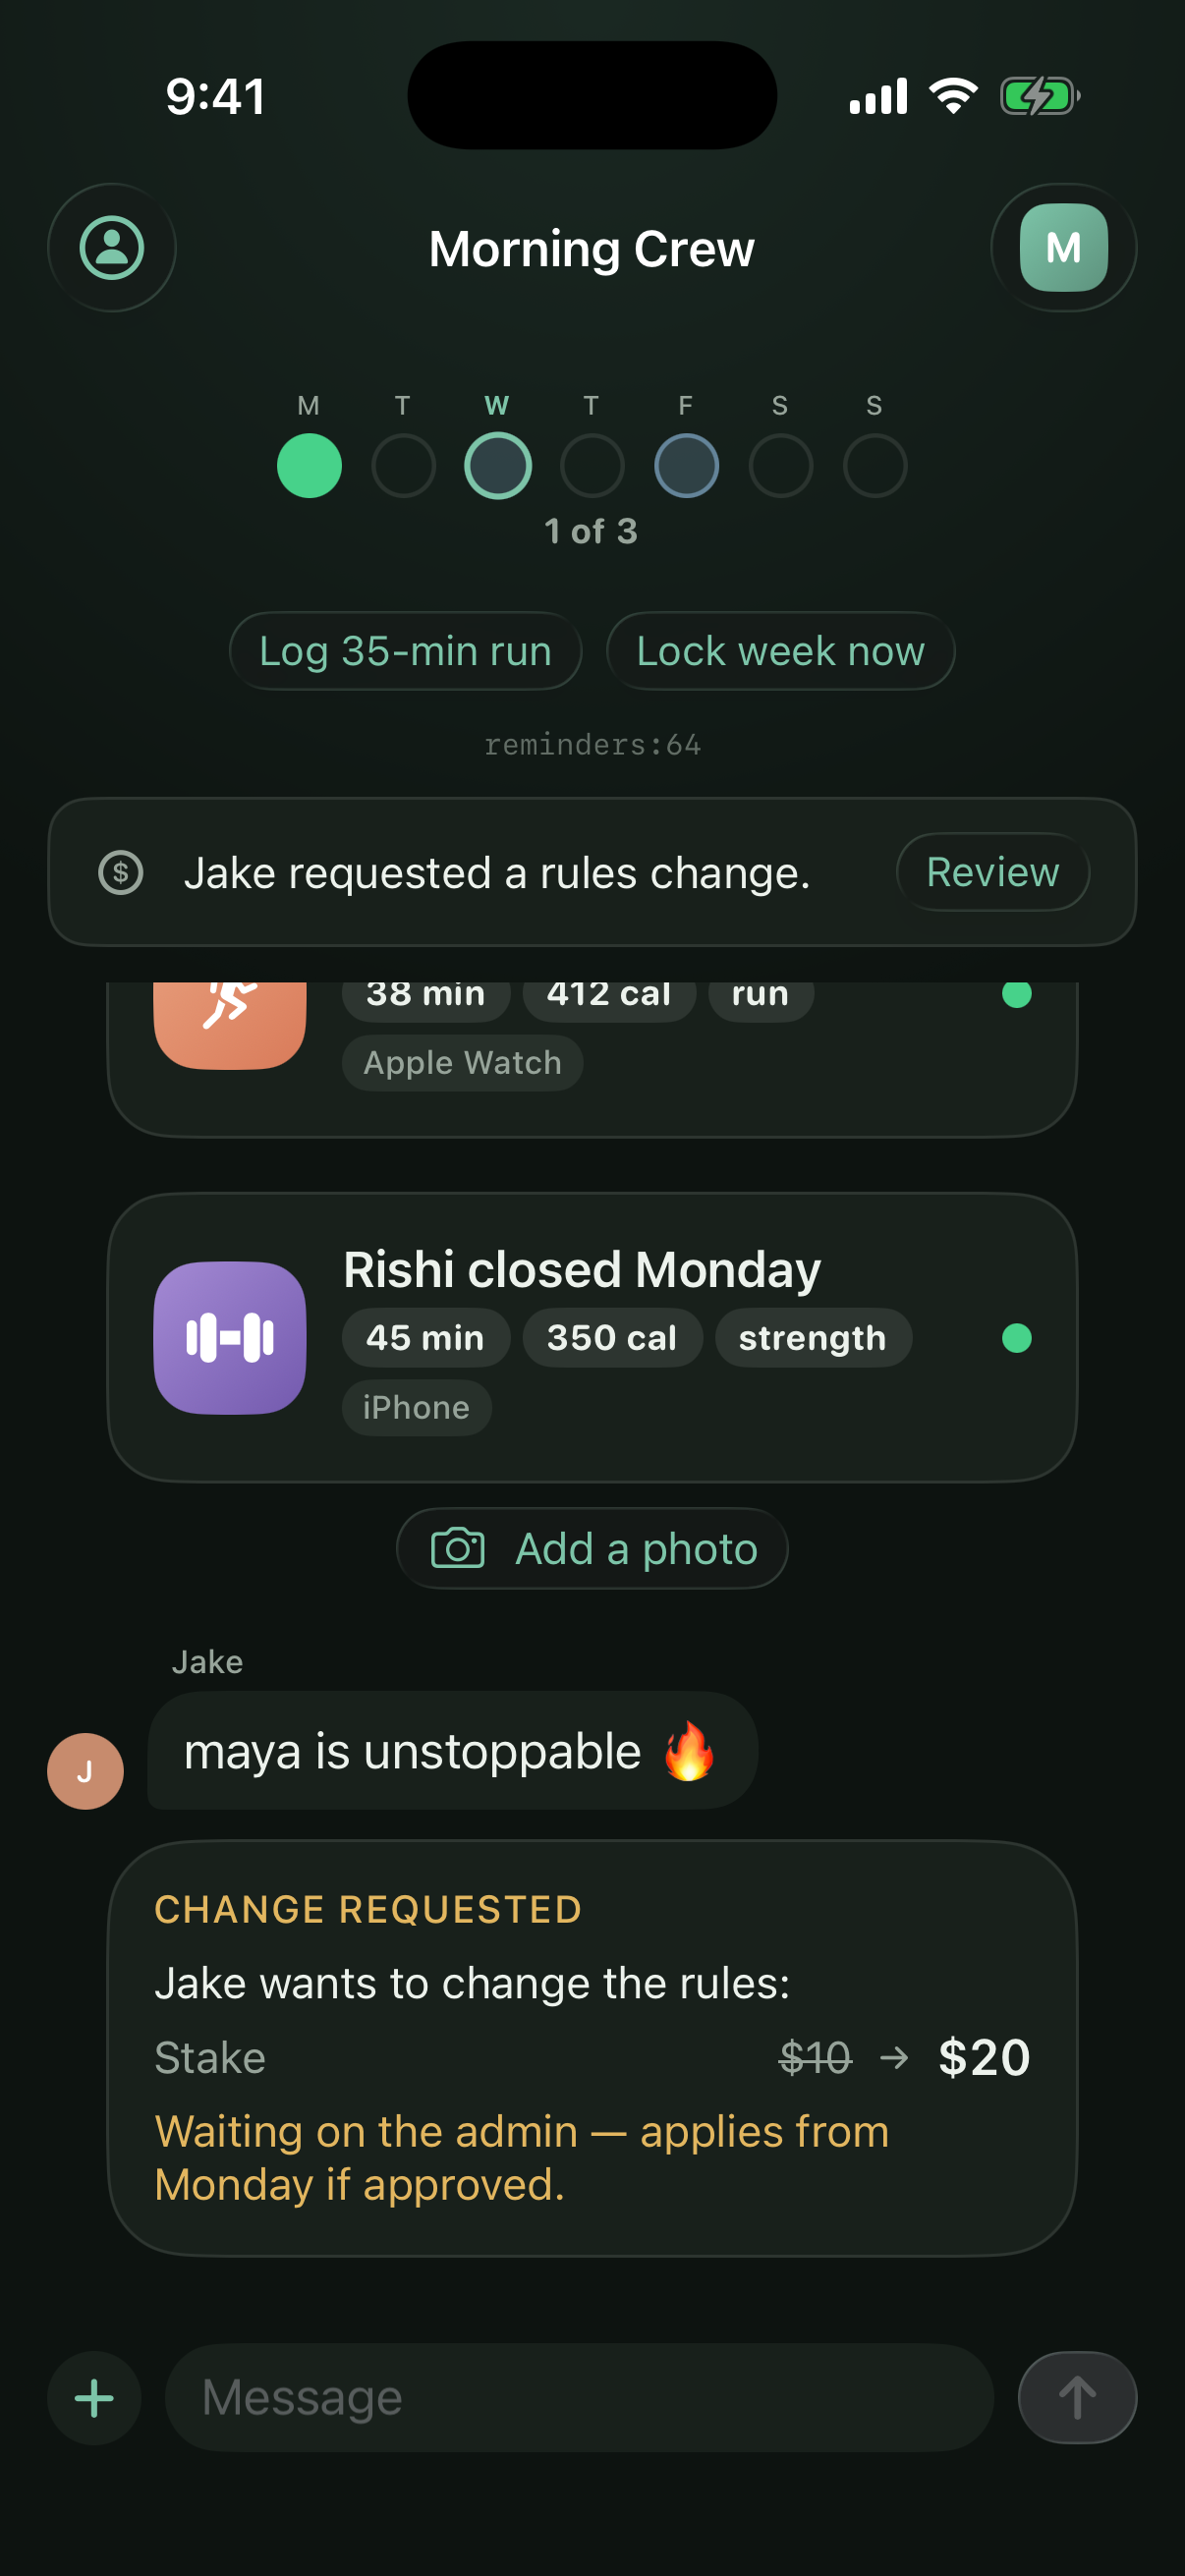 9:41
Morning Crew
M
M T W T F S S
1 of 3
Log 35-min run
Lock week now
reminders:64
$
Jake requested a rules change.
Review
38 min 412 cal run
Apple Watch
Rishi closed Monday
45 min 350 cal strength
iPhone
Add a photo
Jake
J
maya is unstoppable 🔥
CHANGE REQUESTED
Jake wants to change the rules:
Stake $10 → $20
Waiting on the admin — applies from
Monday if approved.
Message